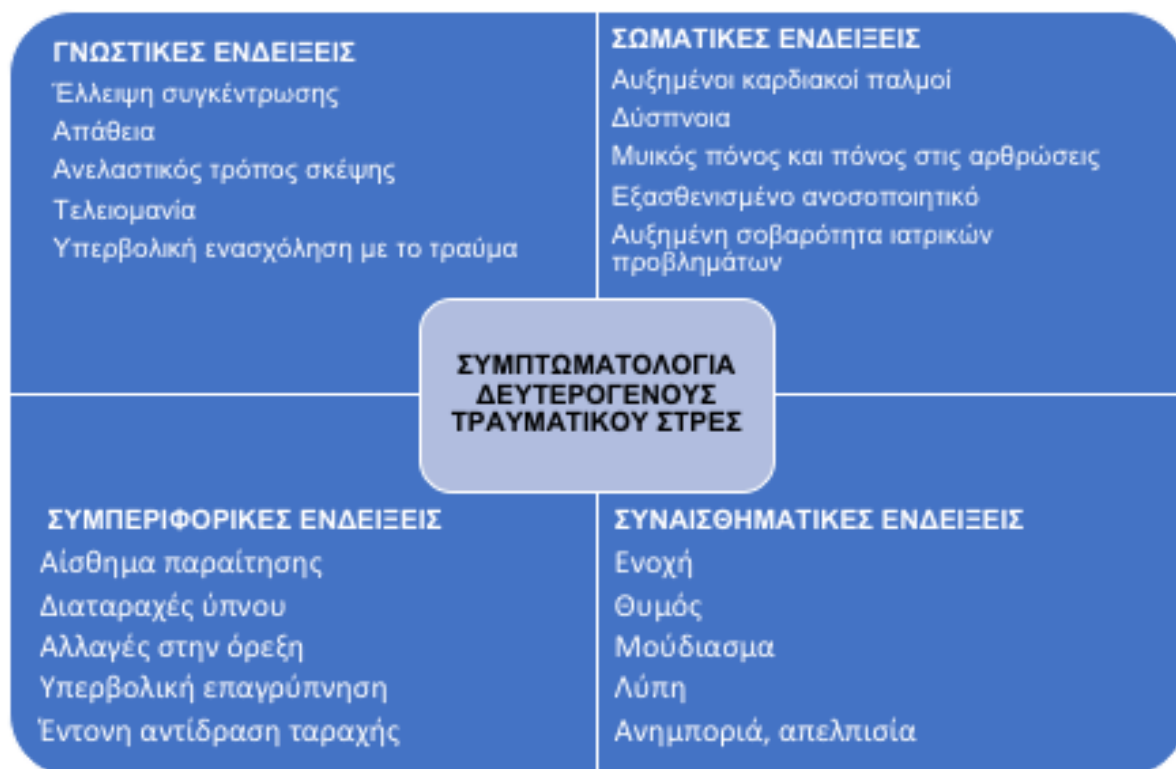 ΓΝΩΣΤΙΚΕΣ ΕΝΔΕΙΞΕΙΣ
Έλλειψη συγκέντρωσης
Απάθεια
Ανελαστικός τρόπος σκέψης
Τελειομανία
Υπερβολική ενασχόληση με το τραύμα
ΣΩΜΑΤΙΚΕΣ ΕΝΔΕΙΞΕΙΣ
Αυξημένοι καρδιακοί παλμοί
Δύσπνοια
Μυικός πόνος και πόνος στις αρθρώσεις
Εξασθενισμένο ανοσοποιητικό
Αυξημένη σοβαρότητα ιατρικών
προβλημάτων
ΣΥΜΠΤΩΜΑΤΟΛΟΓΙΑ
ΔΕΥΤΕΡΟΓΕΝΟΥΣ
ΤΡΑΥΜΑΤΙΚΟΥ ΣΤΡΕΣ
ΣΥΜΠΕΡΙΦΟΡΙΚΕΣ ΕΝΔΕΙΞΕΙΣ
Αίσθημα παραίτησης
Διαταραχές ύπνου
Αλλαγές στην όρεξη
Υπερβολική επαγρύπνηση
Έντονη αντίδραση ταραχής
ΣΥΝΑΙΣΘΗΜΑΤΙΚΕΣ ΕΝΔΕΙΞΕΙΣ
Ενοχή
Θυμός
Μούδιασμα
Λύπη
Ανημποριά, απελπισία